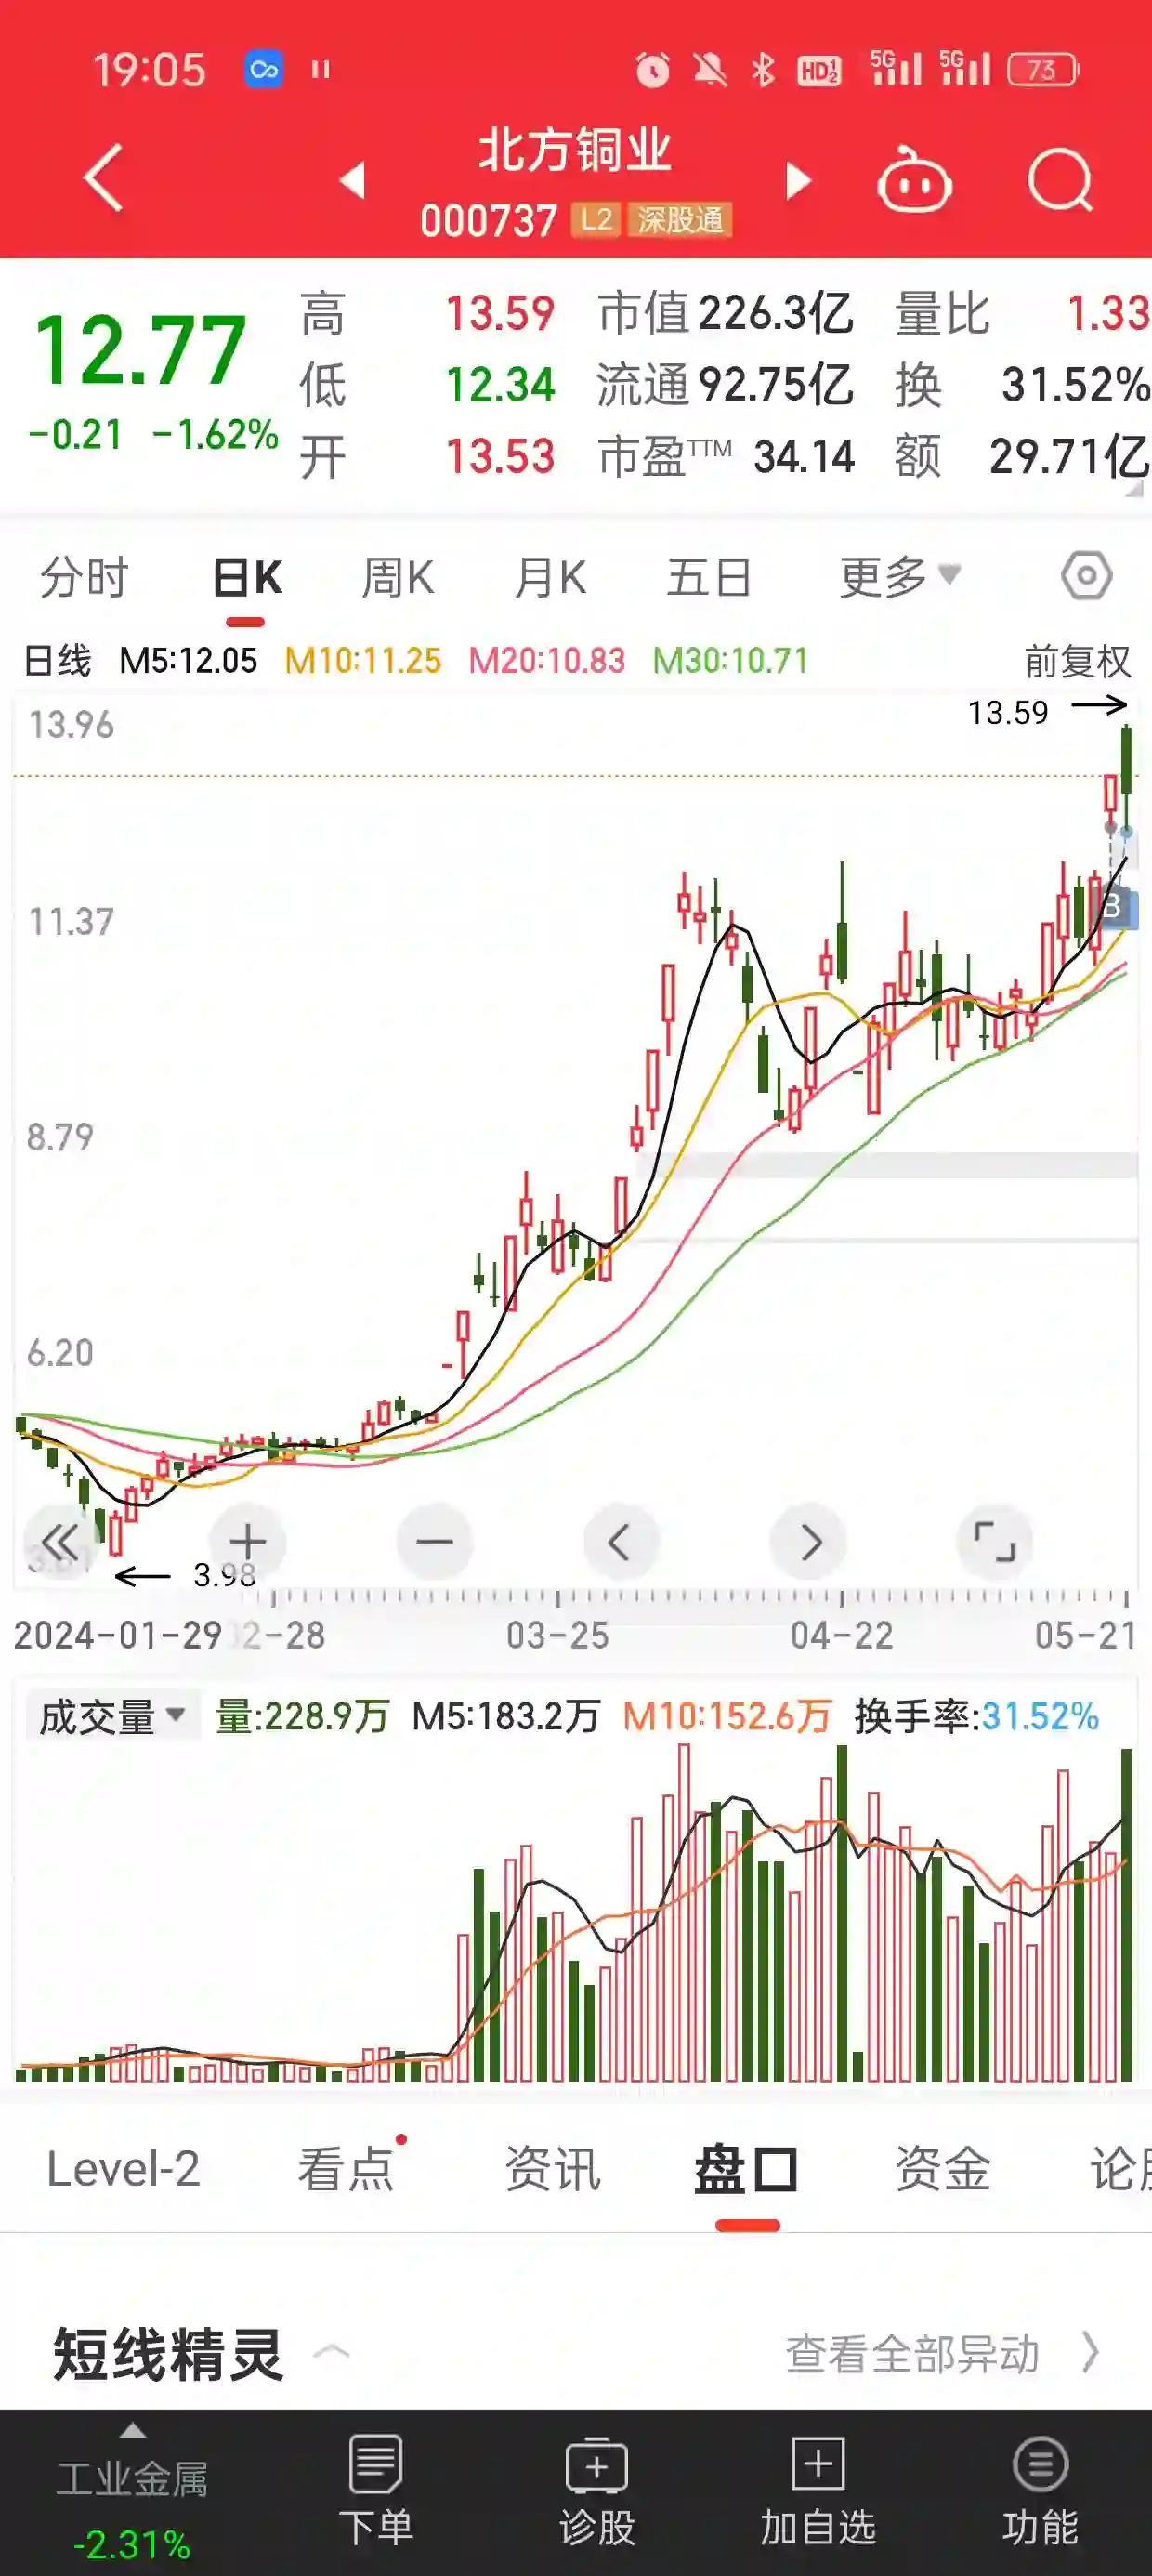 19:05 HD1 2 5G 5G 73
北方铜业
000737 L2 深股通
12.77 高 13.59 市值 226.3亿 量比 1.33
低 12.34 流通 92.75亿 换 31.52%
-0.21 -1.62%
开 13.53 市盈TTM 34.14 额 29.71亿
分时 日K 周K 月K 五日 更多
日线 M5:12.05 M10:11.25 M20:10.83 M30:10.71 前复权
13.59
13.96
B
11.37
8.79
6.20
3.98
2024-01-29 02-28 03-25 04-22 05-21
成交量 量:228.9万 M5:183.2万 M10:152.6万 换手率:31.52%
Level-2 看点 资讯 盘口 资金 论
短线精灵 查看全部异动
工业金属
-2.31%
下单 诊股 加自选 功能